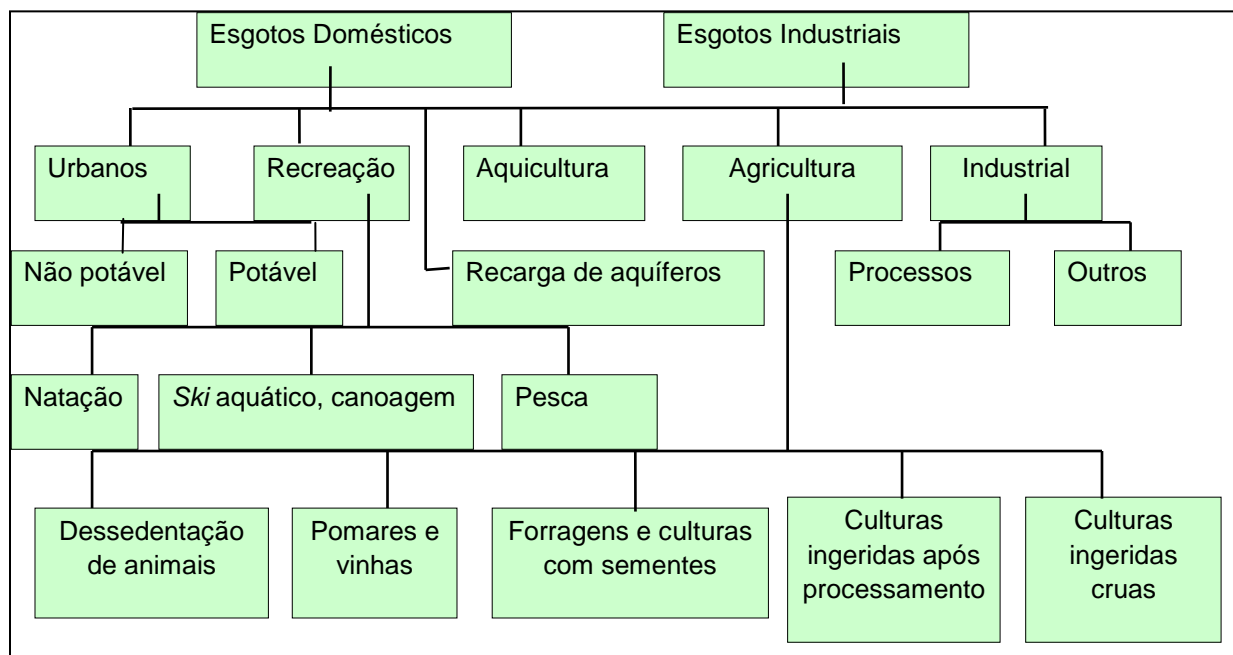 Esgotos Domésticos
Esgotos Industriais
Urbanos
Recreação
Aquicultura
Agricultura
Industrial
Não potável
Potável
Recarga de aquíferos
Processos
Outros
Natação
Ski aquático, canoagem
Pesca
Dessedentação
de animais
Pomares e
vinhas
Forragens e culturas
com sementes
Culturas
ingeridas após
processamento
Culturas
ingeridas
cruas